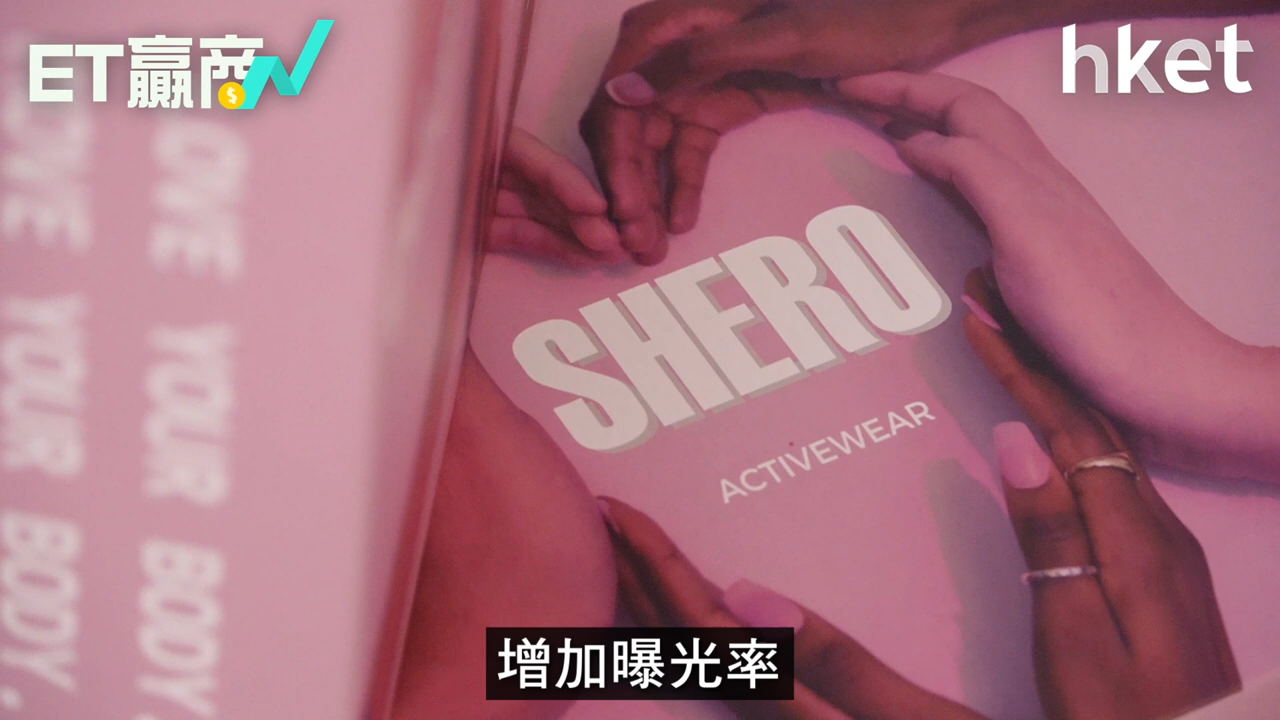 ET贏商
hket
LOVE YOUR BODY.
LOVE YOUR BODY
SHERO
ACTIVEWEAR
增加曝光率